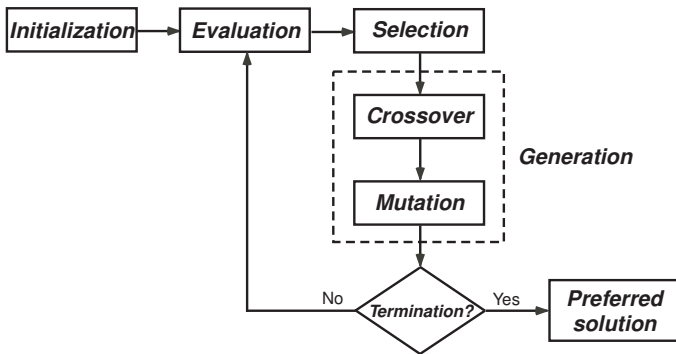 Initialization
Evaluation
Selection
Crossover
Generation
Mutation
No
Termination?
Yes
Preferred
solution